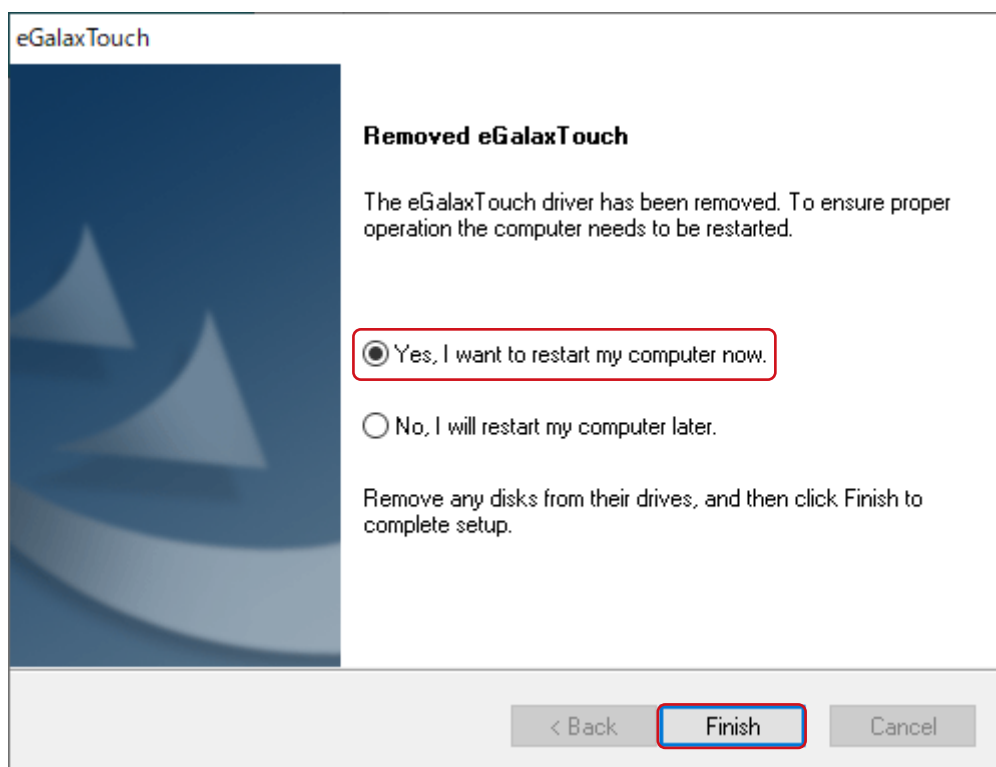 eGalaxTouch
Removed eGalaxTouch
The eGalaxTouch driver has been removed. To ensure proper
operation the computer needs to be restarted.
Yes, I want to restart my computer now.
No, I will restart my computer later.
Remove any disks from their drives, and then click Finish to
complete setup.
< Back
Finish
Cancel